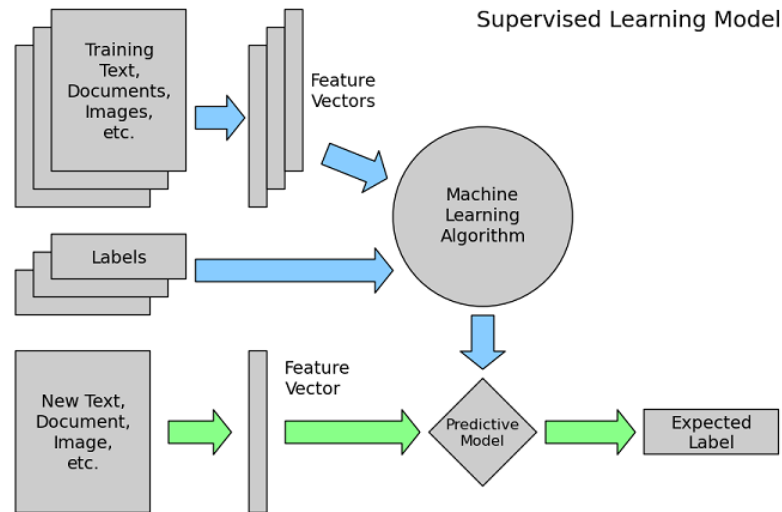 Supervised Learning Model
Training
Text,
Documents,
Images,
etc.
Feature
Vectors
Machine
Learning
Algorithm
Labels
New Text,
Document,
Image,
etc.
Feature
Vector
Predictive
Model
Expected
Label